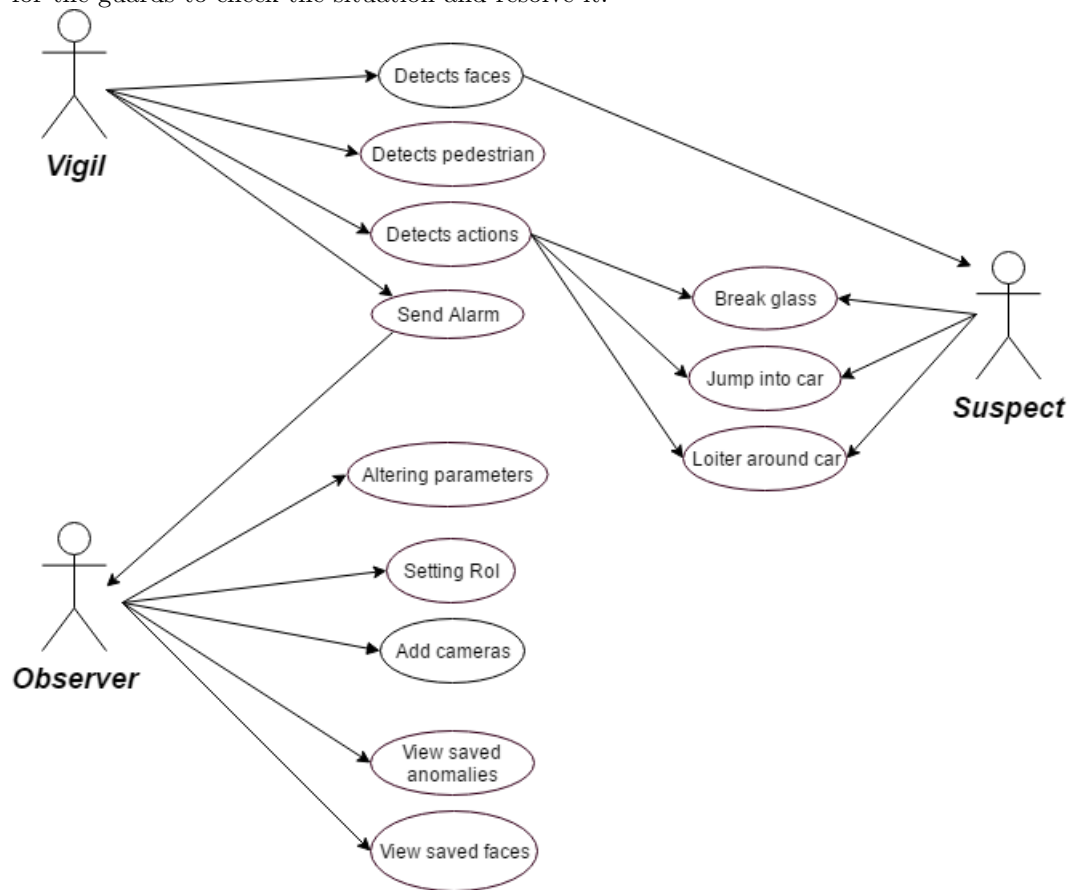 for the guards to check the situation and resolve it.
Detects faces
Vigil
Detects pedestrian
Detects actions
Send Alarm
Break glass
Jump into car
Suspect
Loiter around car
Altering parameters
Setting RoI
Add cameras
Observer
View saved
anomalies
View saved faces